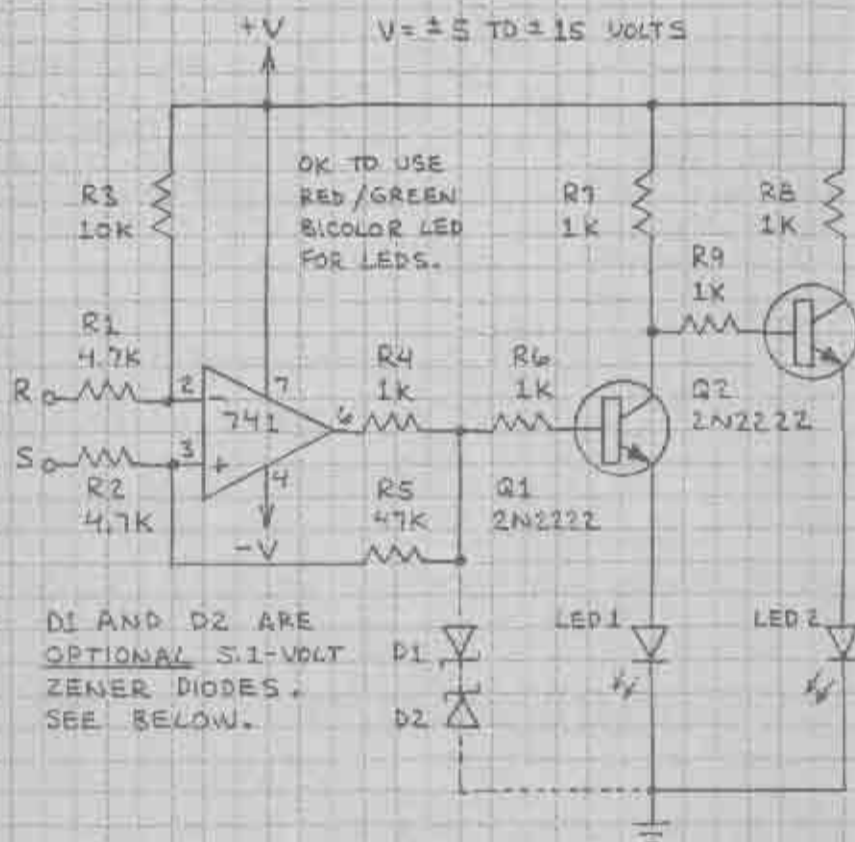 +V
V = ±5 TO ±15 VOLTS
OK TO USE
RED/GREEN
BICOLOR LED
FOR LEDS.
R3
10K
R7
1K
R8
1K
R9
1K
R1
4.7K
R
2
-
7
741
6
R4
1K
R6
1K
Q2
2N2222
S
3
+
4
R2
4.7K
-V
R5
47K
Q1
2N2222
D1 AND D2 ARE
OPTIONAL 5.1-VOLT
ZENER DIODES.
SEE BELOW.
D1
D2
LED 1
LED 2